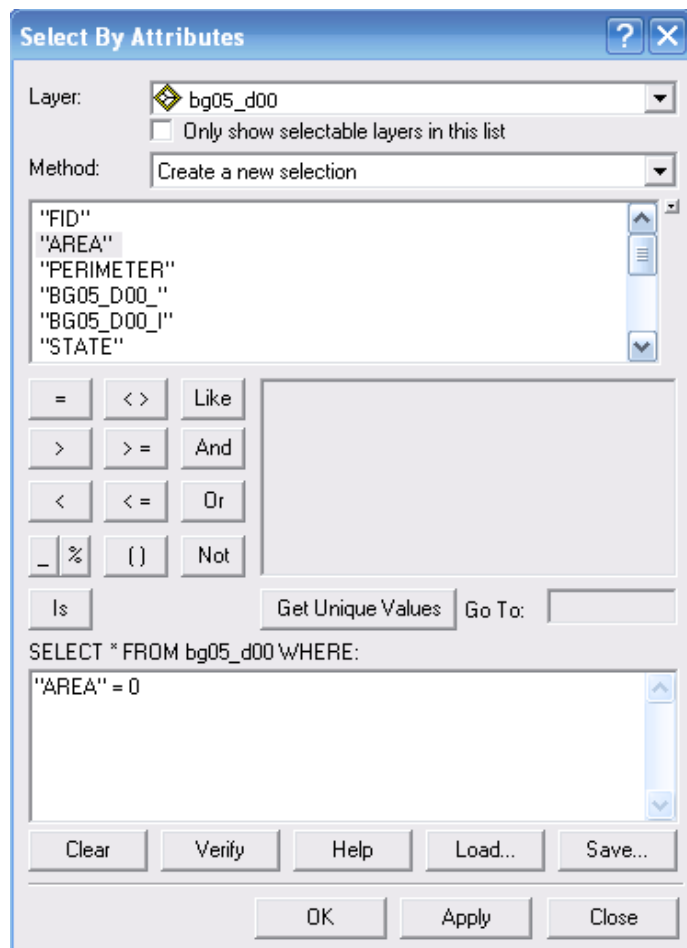 Select By Attributes
?
X
Layer:
bg05_d00
Only show selectable layers in this list
Method:
Create a new selection
"FID"
"AREA"
"PERIMETER"
"BG05_D00_"
"BG05_D00_I"
"STATE"
= < > Like
> > = And
< < = Or
_ % ( ) Not
Is Get Unique Values Go To:
SELECT * FROM bg05_d00 WHERE:
"AREA" = 0
Clear Verify Help Load... Save...
OK Apply Close